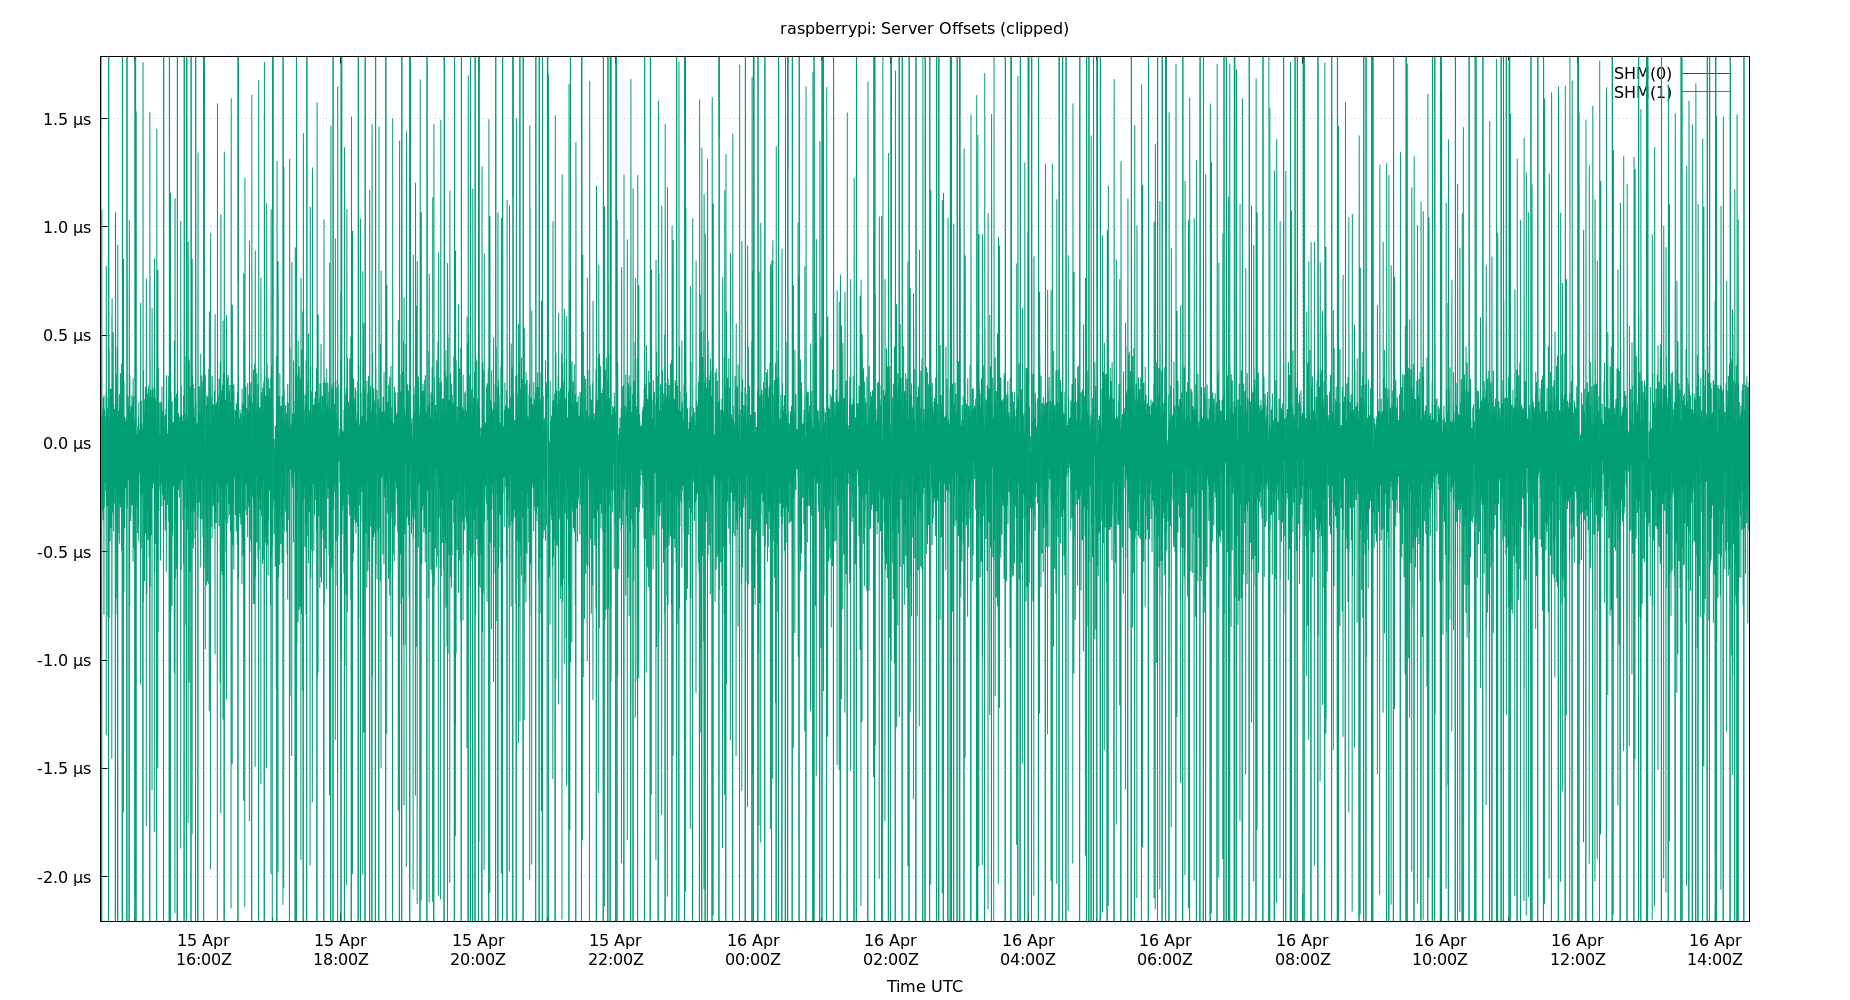 raspberrypi: Server Offsets (clipped)
SHM(0)
SHM(1)
1.5 µs
1.0 µs
0.5 µs
0.0 µs
-0.5 µs
-1.0 µs
-1.5 µs
-2.0 µs
15 Apr 15 Apr 15 Apr 15 Apr 16 Apr 16 Apr 16 Apr 16 Apr 16 Apr 16 Apr 16 Apr 16 Apr
16:00Z 18:00Z 20:00Z 22:00Z 00:00Z 02:00Z 04:00Z 06:00Z 08:00Z 10:00Z 12:00Z 14:00Z
Time UTC